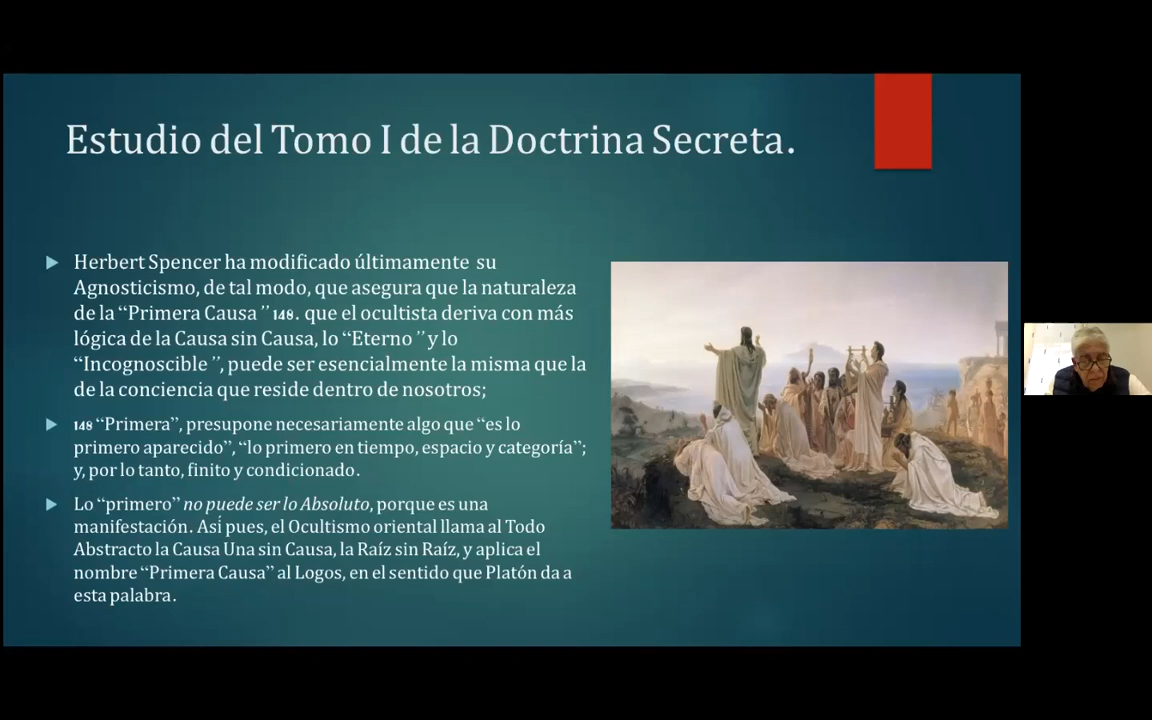 Estudio del Tomo I de la Doctrina Secreta.
Herbert Spencer ha modificado últimamente su
Agnosticismo, de tal modo, que asegura que la naturaleza
de la “Primera Causa ” 148. que el ocultista deriva con más
lógica de la Causa sin Causa, lo “Eterno ” y lo
“Incognoscible ”, puede ser esencialmente la misma que la
de la conciencia que reside dentro de nosotros;
148 “Primera”, presupone necesariamente algo que “es lo
primero aparecido”, “lo primero en tiempo, espacio y categoría”;
y, por lo tanto, finito y condicionado.
Lo “primero” no puede ser lo Absoluto, porque es una
manifestación. Así pues, el Ocultismo oriental llama al Todo
Abstracto la Causa Una sin Causa, la Raíz sin Raíz, y aplica el
nombre “Primera Causa” al Logos, en el sentido que Platón da a
esta palabra.